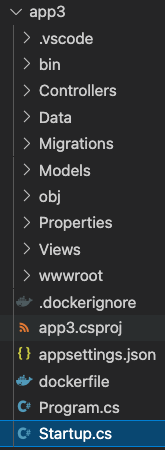 app3
.vscode
bin
Controllers
Data
Migrations
Models
obj
Properties
Views
wwwroot
.dockerignore
app3.csproj
{} appsettings.json
dockerfile
C# Program.cs
C# Startup.cs